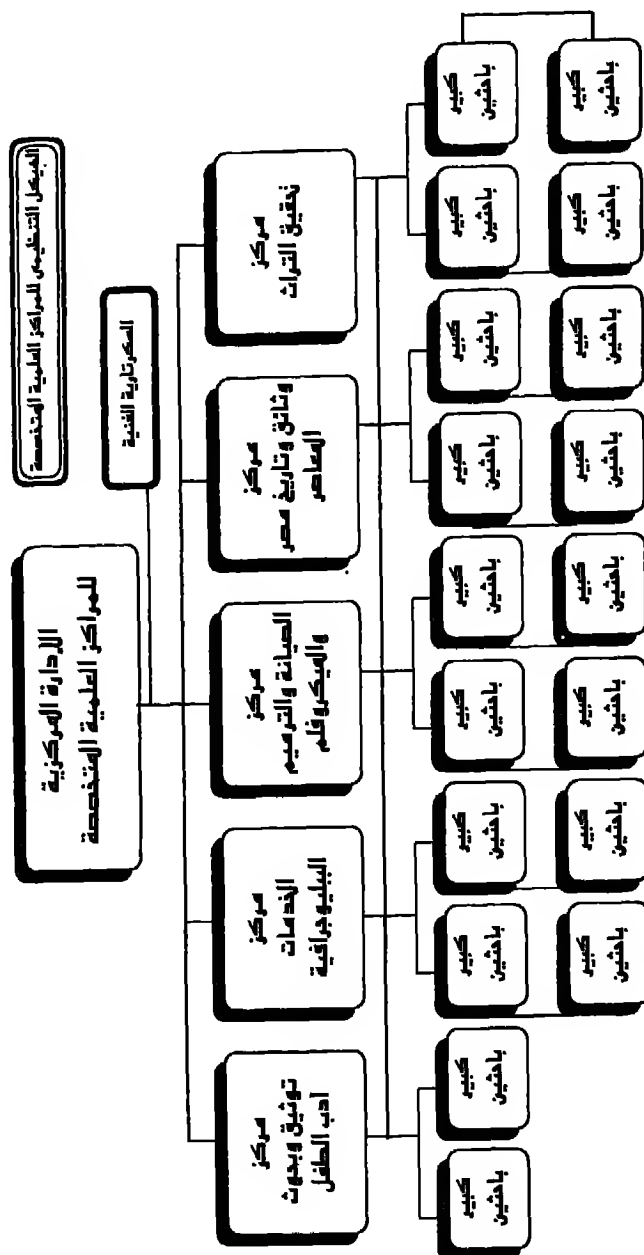 الهيكل التنظيمى للمراكز العلمية المتخصصة
الإدارة المركزية
للمراكز العلمية المتخصصة
السكرتارية الفنية
مركز
تحقيق التراث
مركز
وثائق وتاريخ مصر
المعاصر
مركز
الصيانة والترميم
والميكروفلم
مركز
الخدمات
الببليوجرافية
مركز
توثيق وبحوث
أدب الطفل
كبير
باحثين
كبير
باحثين
كبير
باحثين
كبير
باحثين
كبير
باحثين
كبير
باحثين
كبير
باحثين
كبير
باحثين
كبير
باحثين
كبير
باحثين
كبير
باحثين
كبير
باحثين
كبير
باحثين
كبير
باحثين
كبير
باحثين
كبير
باحثين
كبير
باحثين
كبير
باحثين